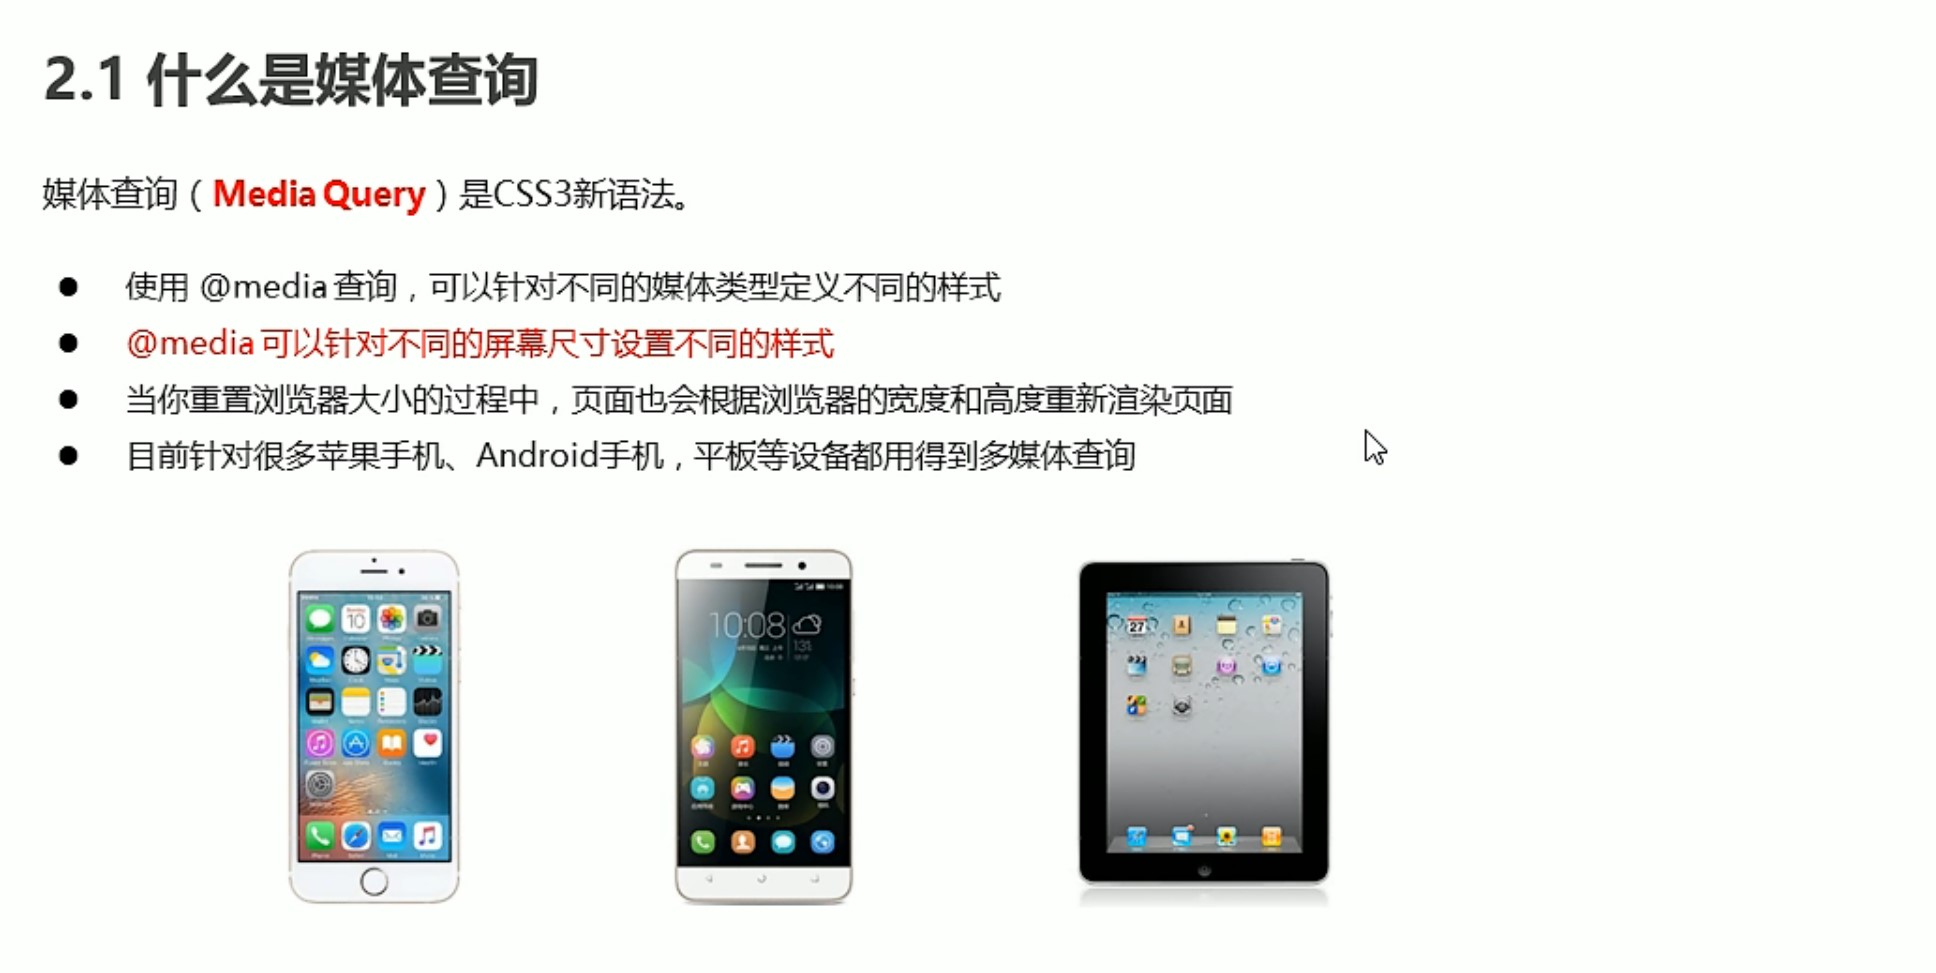 2.1 什么是媒体查询
媒体查询（Media Query）是CSS3新语法。
● 使用 @media 查询，可以针对不同的媒体类型定义不同的样式
● @media 可以针对不同的屏幕尺寸设置不同的样式
● 当你重置浏览器大小的过程中，页面也会根据浏览器的宽度和高度重新渲染页面
● 目前针对很多苹果手机、Android手机，平板等设备都用得到多媒体查询
10
10:08
27